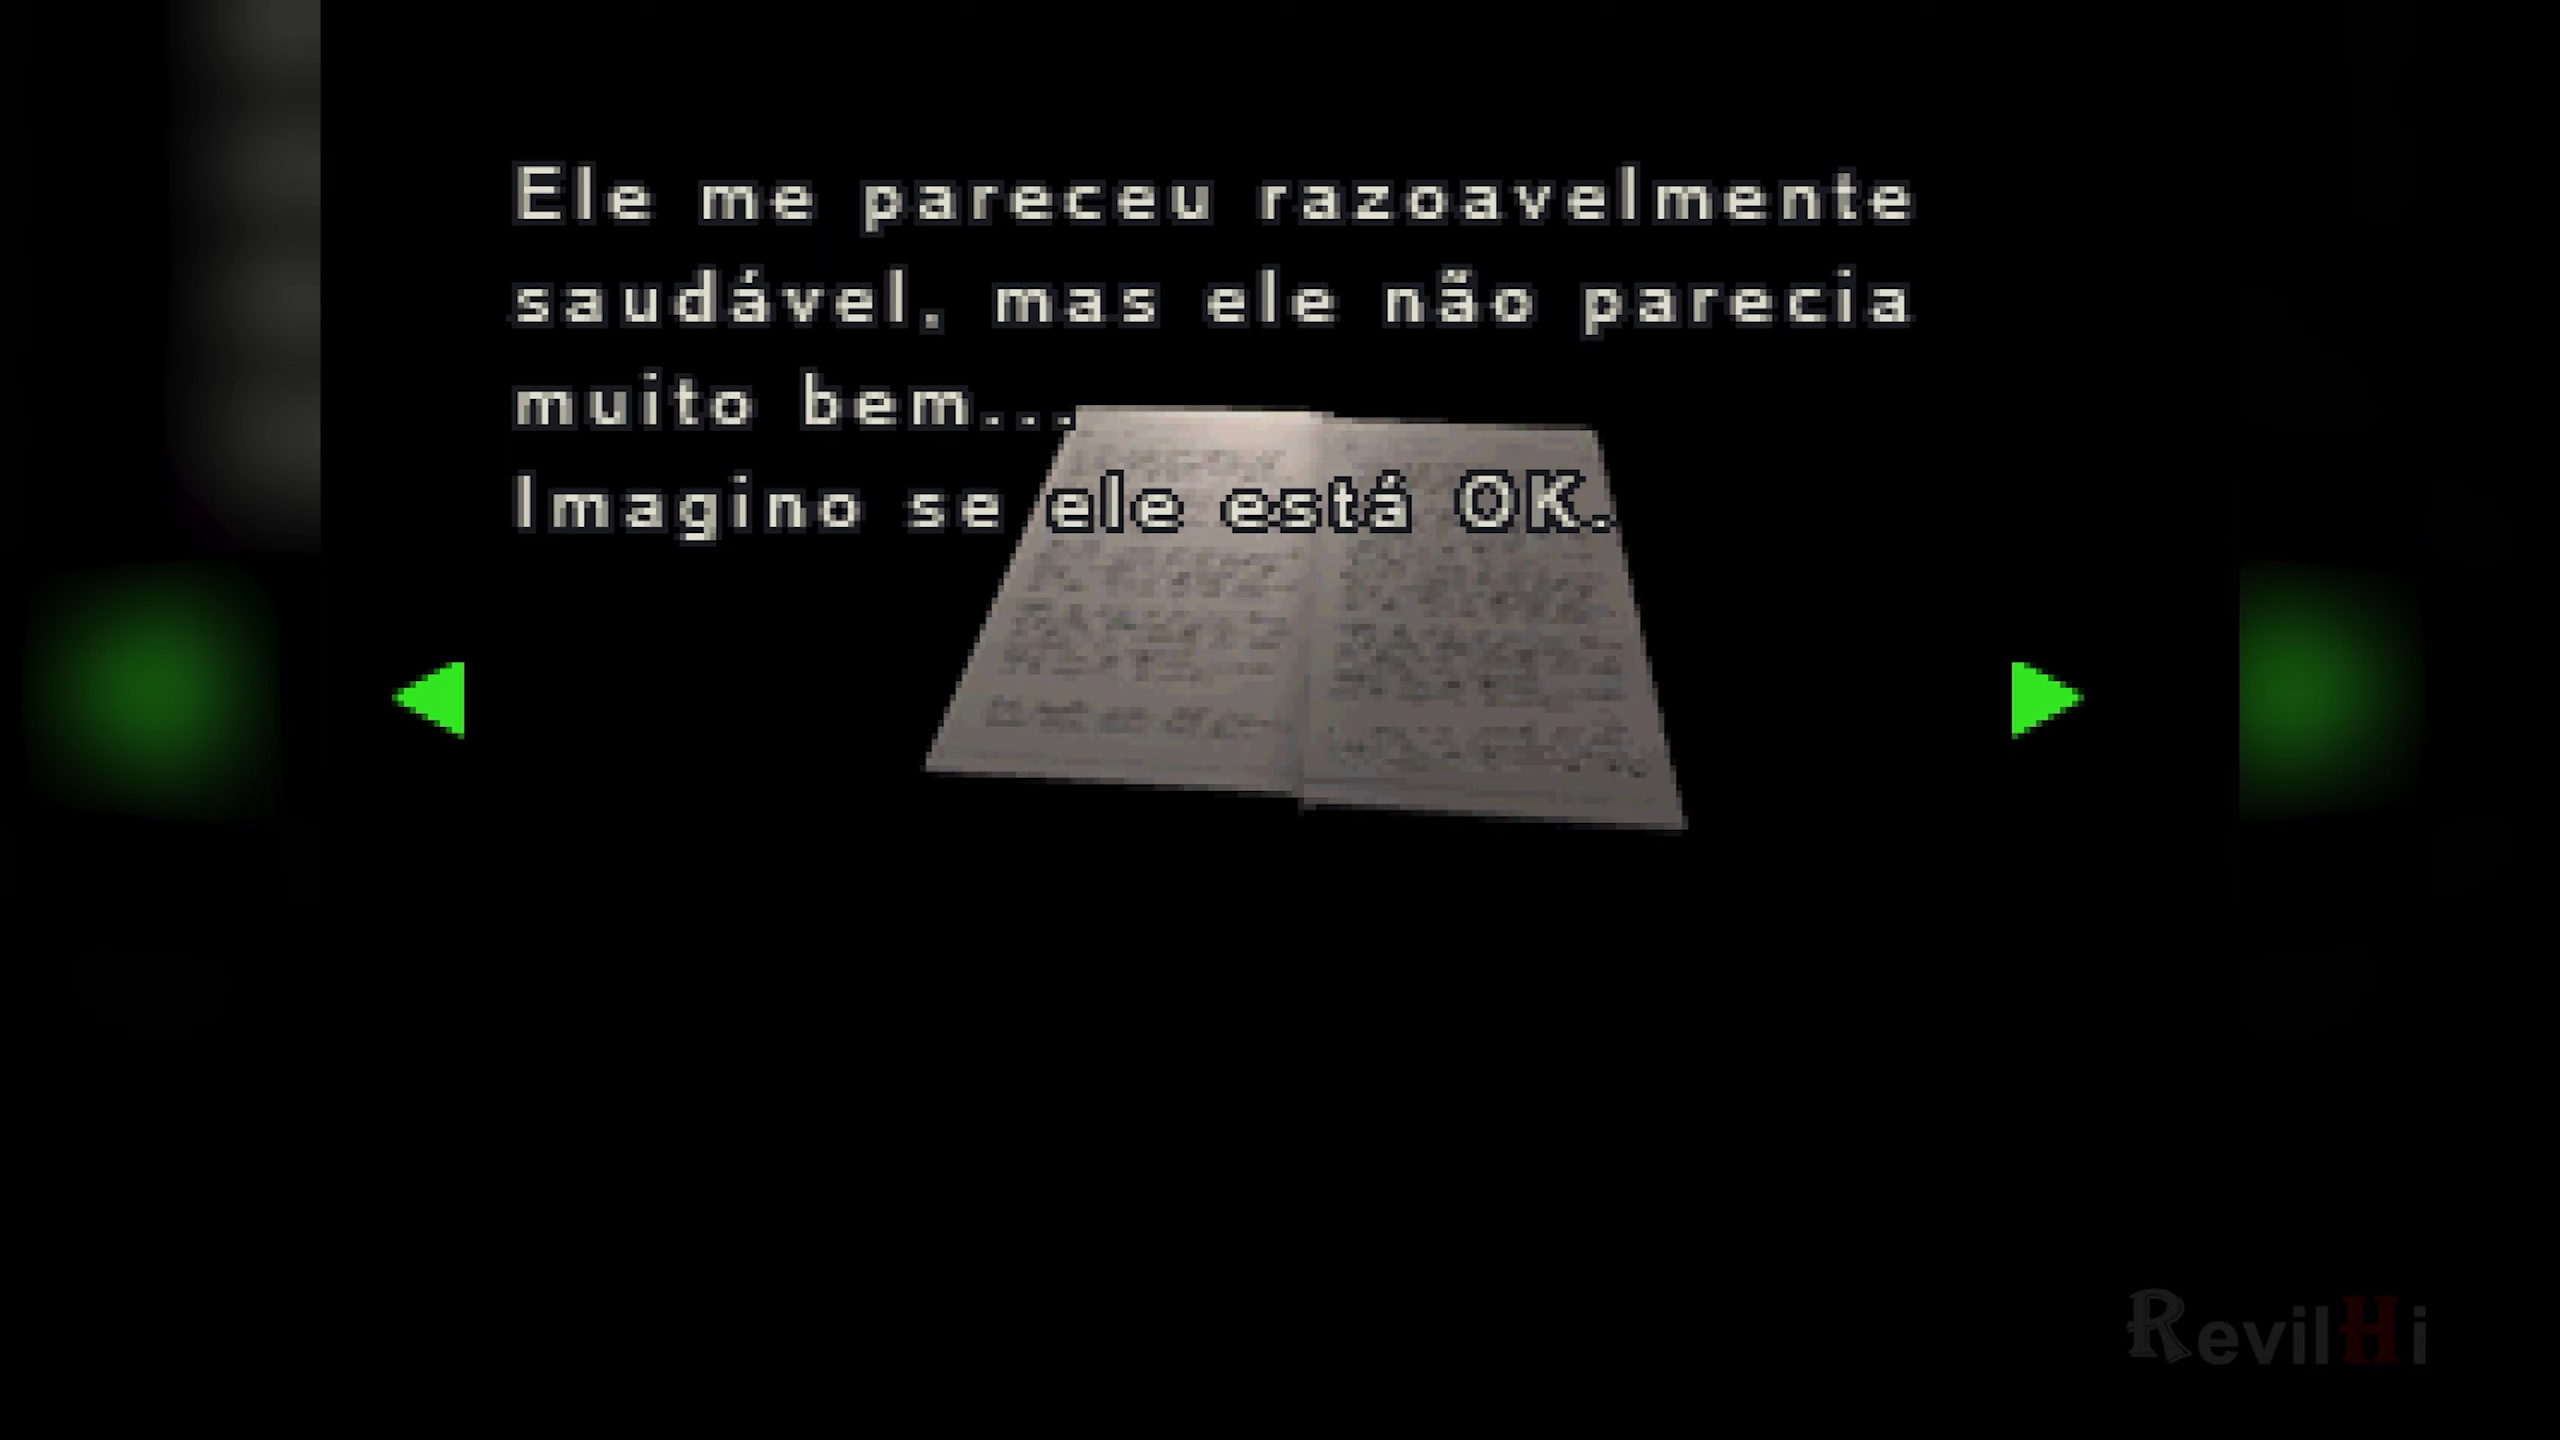 Ele me pareceu razoavelmente
saudável, mas ele não parecia
muito bem...
Imagino se ele está OK.
RevilHi